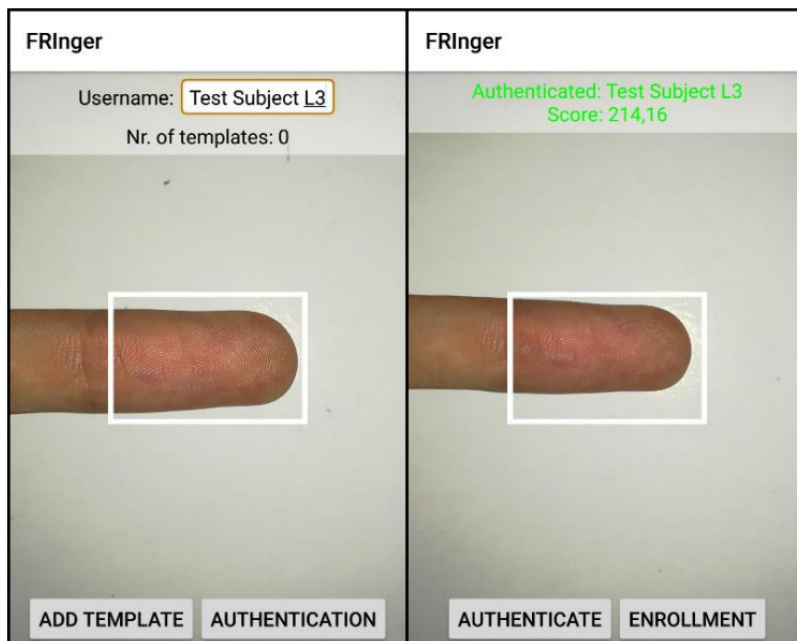 FRInger
Username: Test Subject L3
Nr. of templates: 0
ADD TEMPLATE AUTHENTICATION
FRInger
Authenticated: Test Subject L3
Score: 214,16
AUTHENTICATE ENROLLMENT